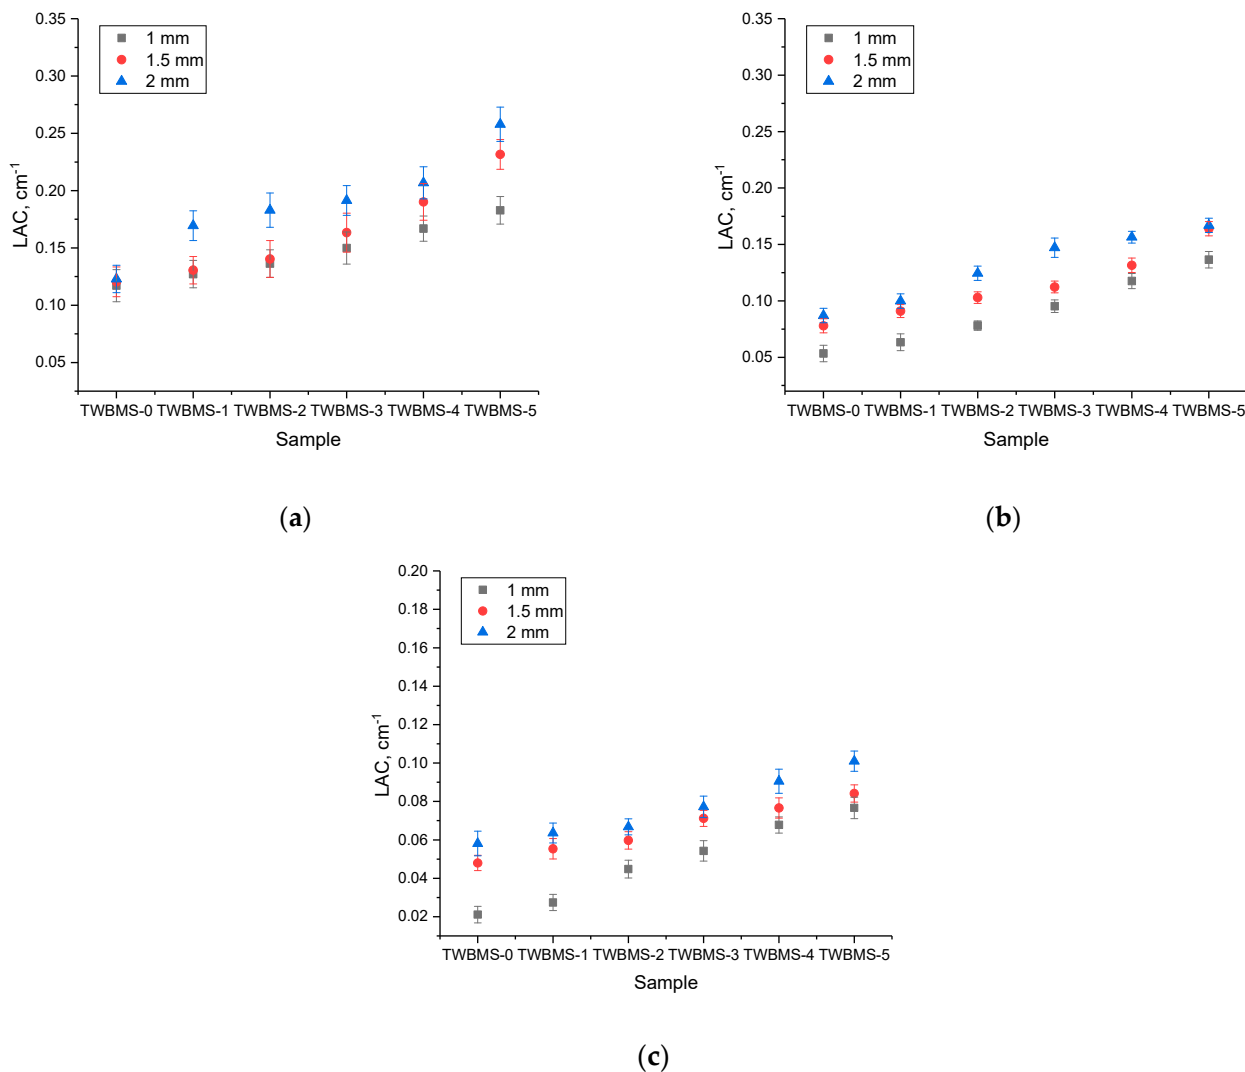 0.35
0.30
0.25
0.20
0.15
0.10
0.05
LAC, cm-1
1 mm
1.5 mm
2 mm
TWBMS-0 TWBMS-1 TWBMS-2 TWBMS-3 TWBMS-4 TWBMS-5
Sample
(a)
0.35
0.30
0.25
0.20
0.15
0.10
0.05
LAC, cm-1
1 mm
1.5 mm
2 mm
TWBMS-0 TWBMS-1 TWBMS-2 TWBMS-3 TWBMS-4 TWBMS-5
Sample
(b)
0.20
0.18
0.16
0.14
0.12
0.10
0.08
0.06
0.04
0.02
LAC, cm-1
1 mm
1.5 mm
2 mm
TWBMS-0 TWBMS-1 TWBMS-2 TWBMS-3 TWBMS-4 TWBMS-5
Sample
(c)